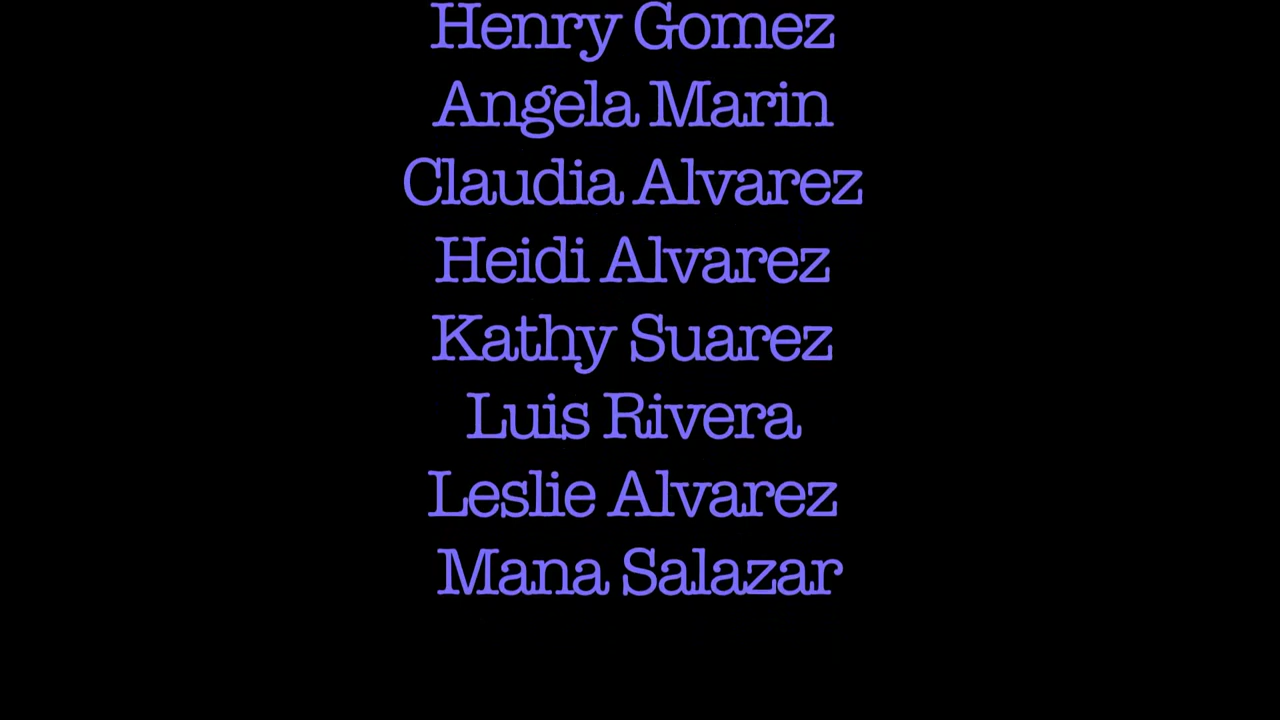 Henry Gomez
Angela Marin
Claudia Alvarez
Heidi Alvarez
Kathy Suarez
Luis Rivera
Leslie Alvarez
Mana Salazar